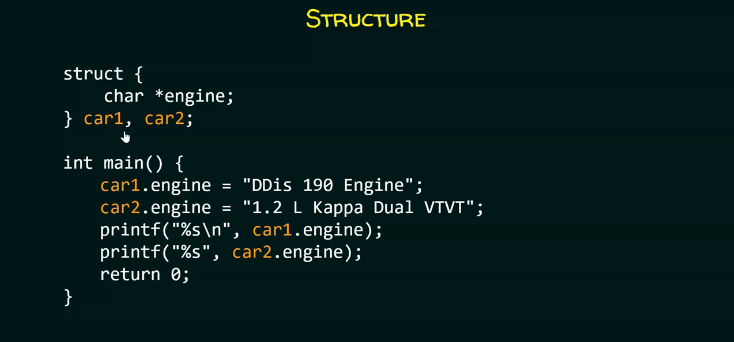 STRUCTURE
struct {
    char *engine;
} car1, car2;
int main() {
    car1.engine = "DDis 190 Engine";
    car2.engine = "1.2 L Kappa Dual VTVT";
    printf("%s\n", car1.engine);
    printf("%s", car2.engine);
    return 0;
}